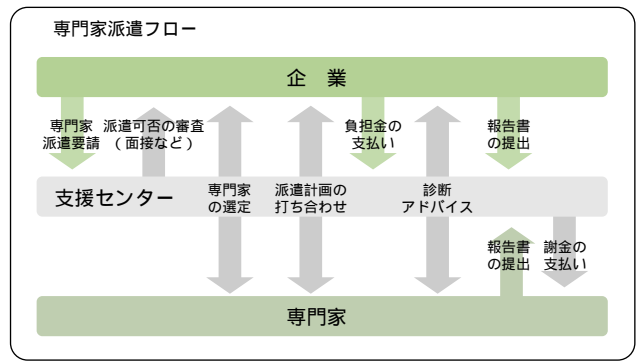 専門家派遣フロー
企 業
専門家
派遣要請
派遣可否の審査
(面接など)
負担金の
支払い
報告書
の提出
支援センター
専門家
の選定
派遣計画の
打ち合わせ
診断
アドバイス
報告書
の提出
謝金の
支払い
専門家